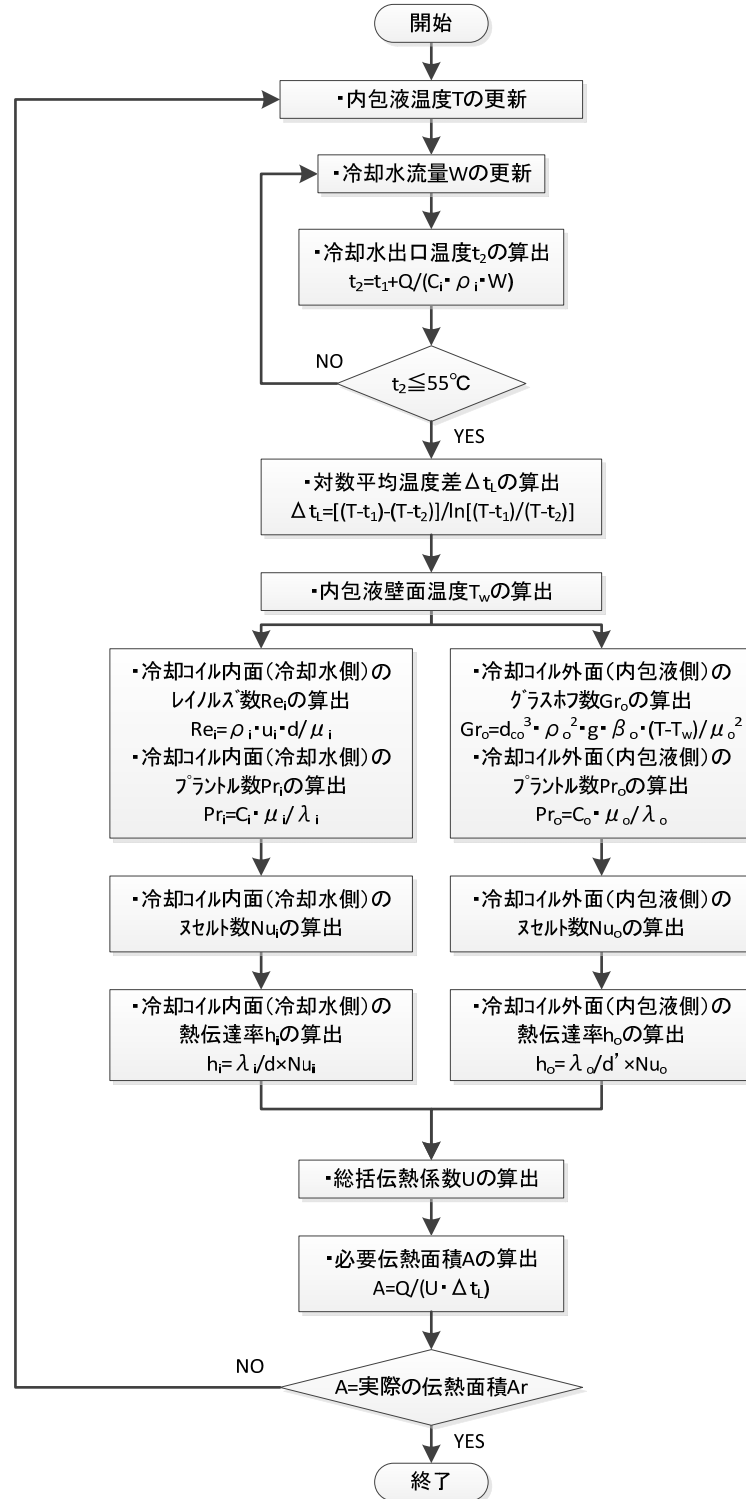 開始
・内包液温度Tの更新
・冷却水流量Wの更新
・冷却水出口温度t₂の算出
t₂=t₁+Q/(Cᵢ・ρᵢ・W)
NO
t₂≦55℃
YES
・対数平均温度差Δt_Lの算出
Δt_L=[(T-t₁)-(T-t₂)]/ln[(T-t₁)/(T-t₂)]
・内包液壁面温度T_wの算出
・冷却コイル内面(冷却水側)の
レイノルズ数Reᵢの算出
Reᵢ=ρᵢ・uᵢ・d/μᵢ
・冷却コイル内面(冷却水側)の
プラントル数Prᵢの算出
Prᵢ=Cᵢ・μᵢ/λᵢ
・冷却コイル外面(内包液側)の
グラスホフ数Grₒの算出
Grₒ=d_co³・ρₒ²・g・βₒ・(T-T_w)/μₒ²
・冷却コイル外面(内包液側)の
プラントル数Prₒの算出
Prₒ=Cₒ・μₒ/λₒ
・冷却コイル内面(冷却水側)の
ヌセルト数Nuᵢの算出
・冷却コイル外面(内包液側)の
ヌセルト数Nuₒの算出
・冷却コイル内面(冷却水側)の
熱伝達率hᵢの算出
hᵢ=λᵢ/d×Nuᵢ
・冷却コイル外面(内包液側)の
熱伝達率hₒの算出
hₒ=λₒ/d'×Nuₒ
・総括伝熱係数Uの算出
・必要伝熱面積Aの算出
A=Q/(U・Δt_L)
NO
A=実際の伝熱面積Ar
YES
終了